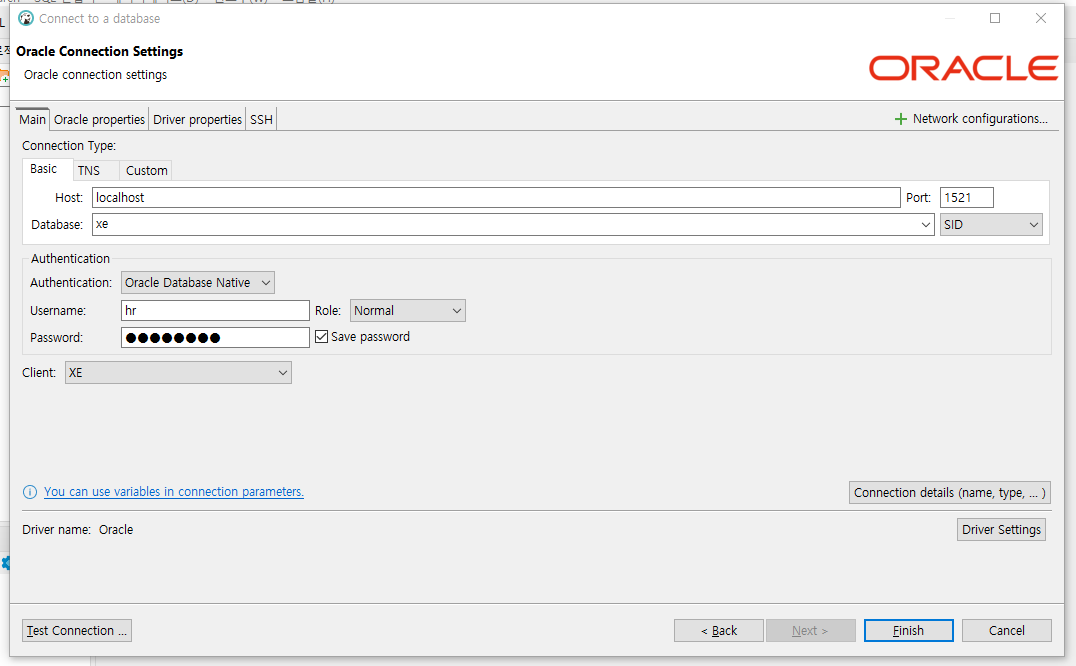 Connect to a database
Oracle Connection Settings
Oracle connection settings
ORACLE
Main Oracle properties Driver properties SSH
Network configurations...
Connection Type:
Basic TNS Custom
Host: localhost Port: 1521
Database: xe SID
Authentication
Authentication: Oracle Database Native
Username: hr Role: Normal
Password: ●●●●●●●● Save password
Client: XE
You can use variables in connection parameters.
Connection details (name, type, ... )
Driver name: Oracle Driver Settings
Test Connection ... < Back Next > Finish Cancel